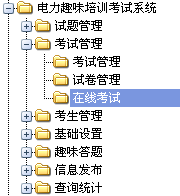 电力趣味培训考试系统
试题管理
考试管理
考试管理
试卷管理
在线考试
考生管理
基础设置
趣味答题
信息发布
查询统计